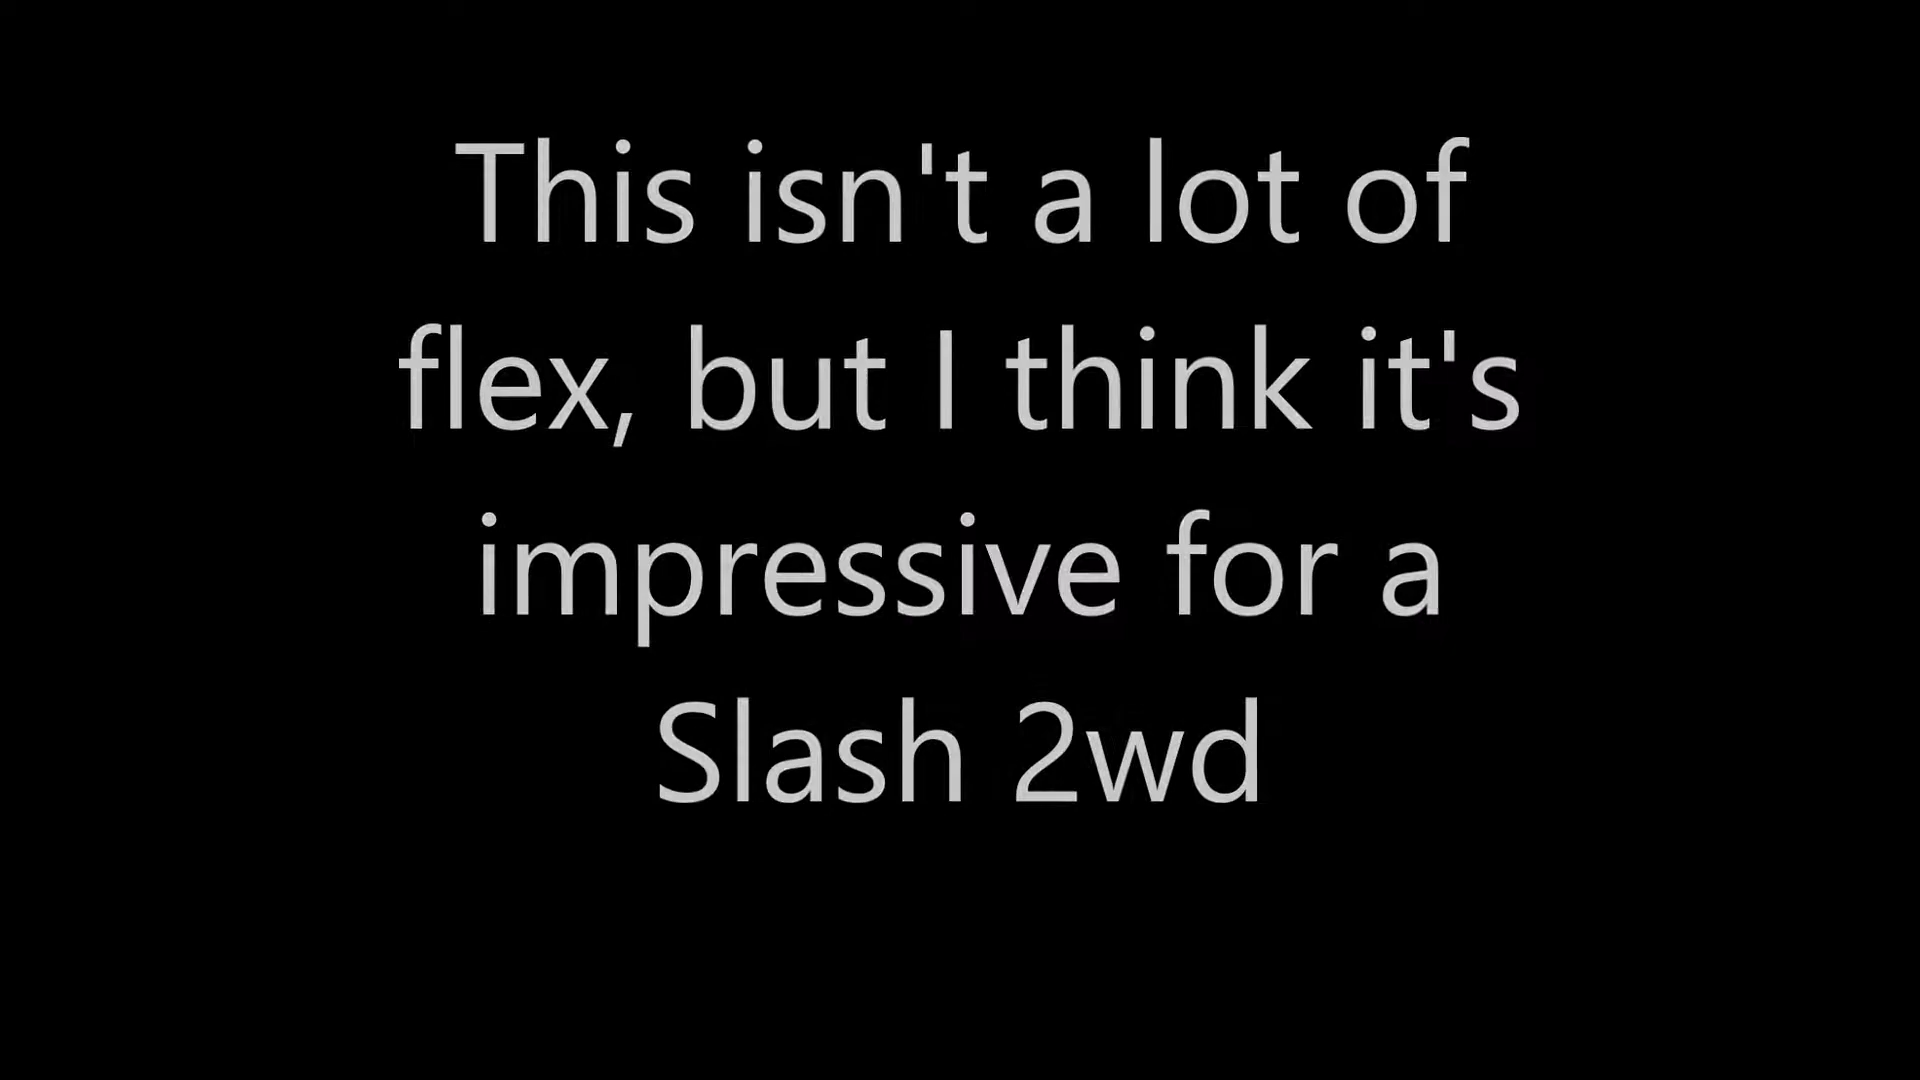 This isn't a lot of
flex, but I think it's
impressive for a
Slash 2wd